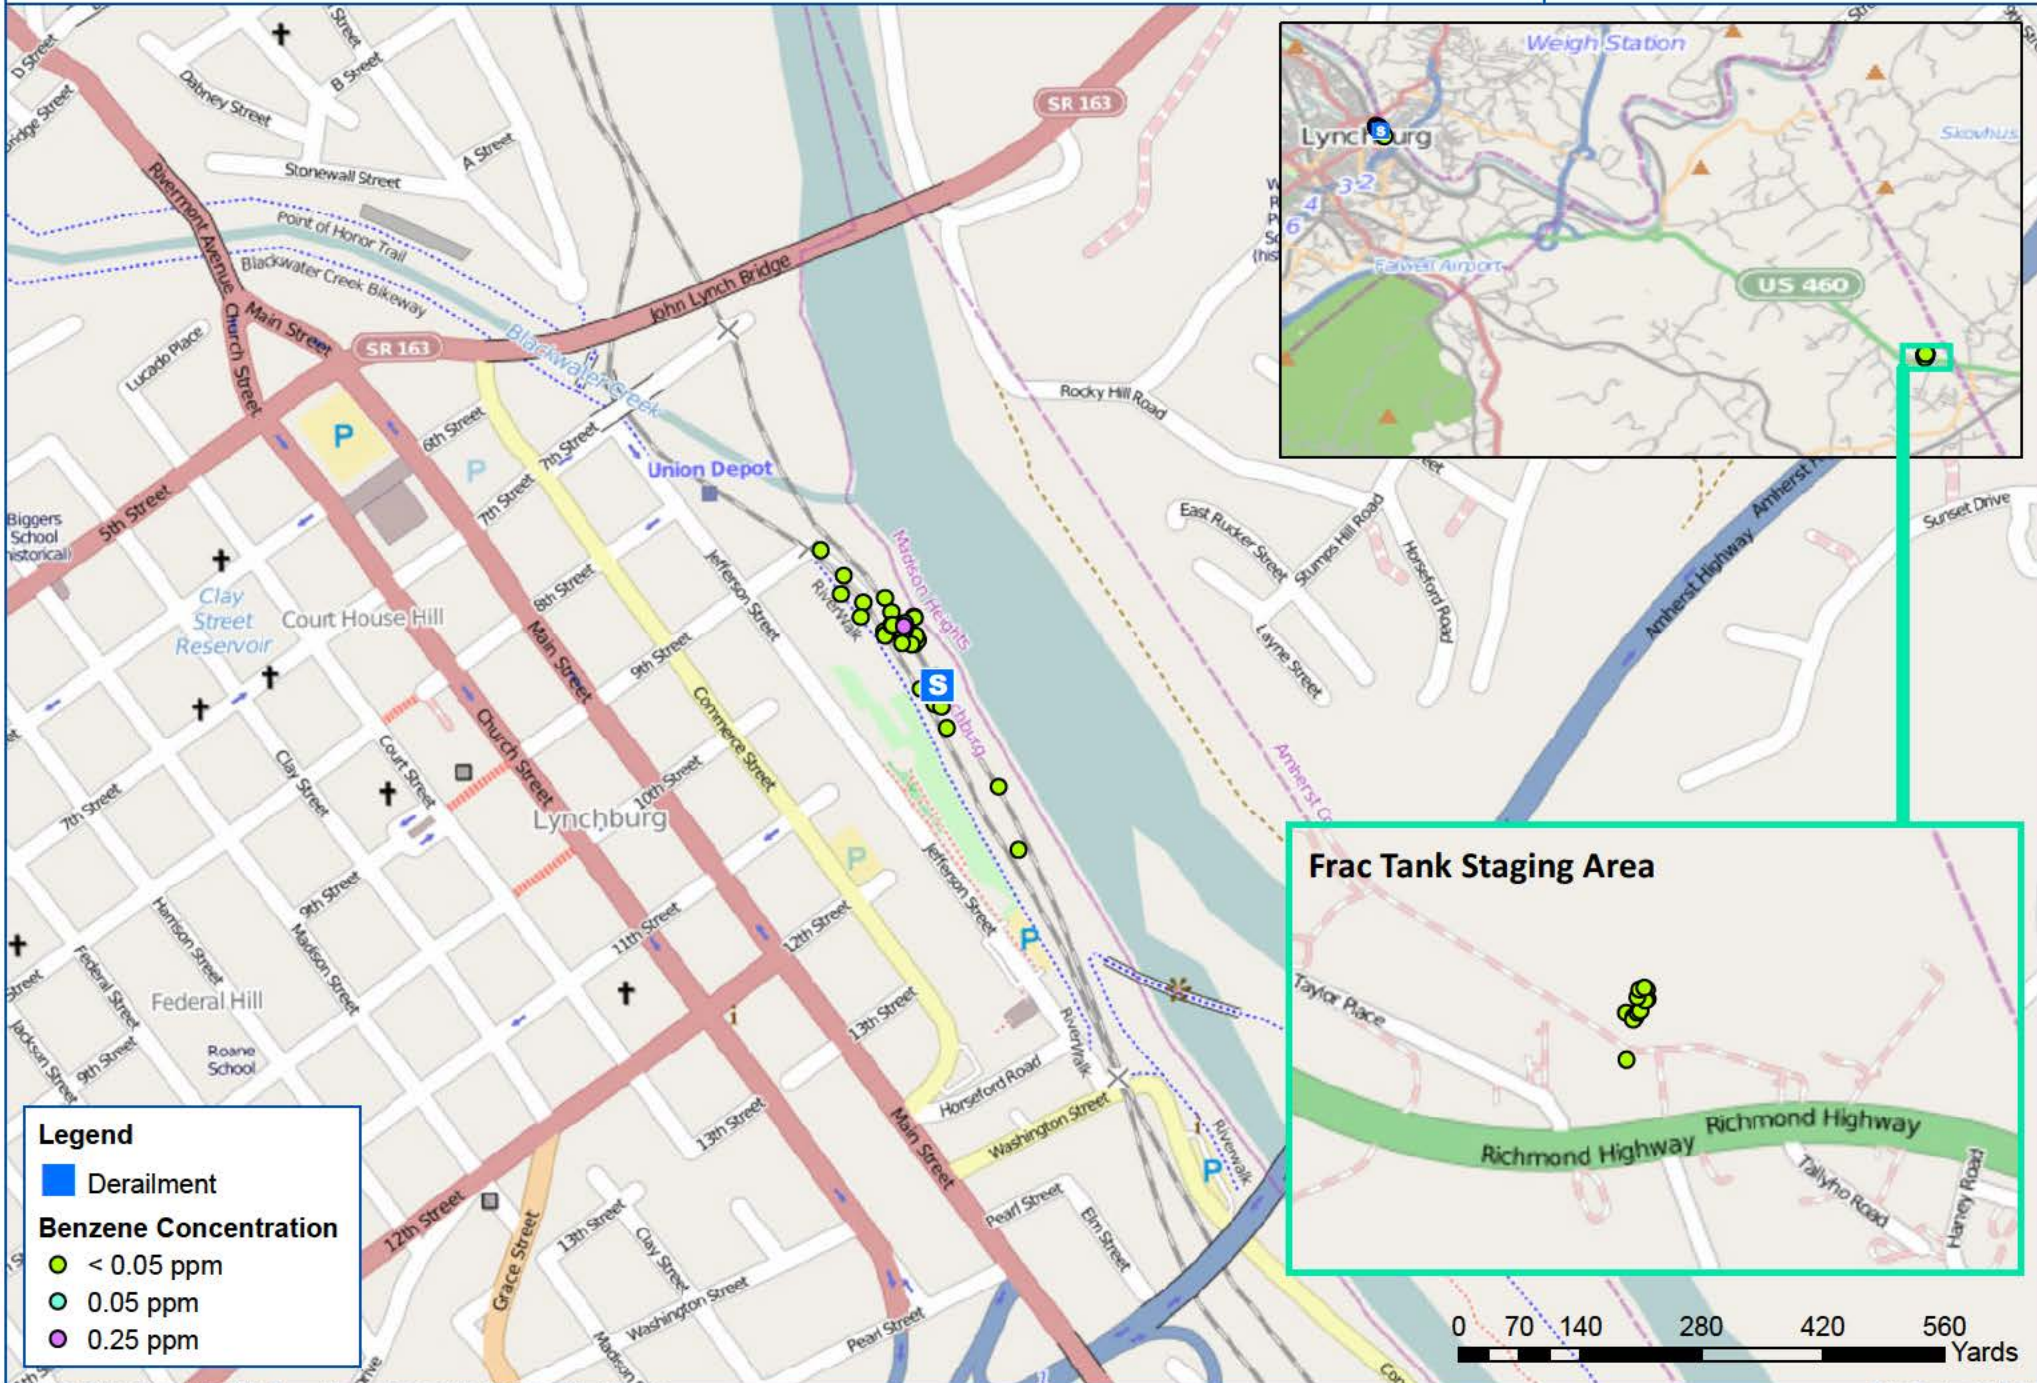 D Street
Street
B Street
Dabney Street
A Street
Stonewall Street
Rivermont Avenue
Point of Honor Trail
Blackwater Creek Bikeway
Main Street
Church Street
SR 163
SR 163
John Lynch Bridge
Blackwater Creek
Lucado Place
P
6th Street
P
7th Street
7th Street
Union Depot
Rocky Hill Road
5th Street
Biggers
School
8th Street
Jefferson Street
RiverWalk
Madison Heights
East Rucker Street
Stumps Hill Road
Horseford Road
Layne Street
Amherst Highway
Sunset Drive
Clay
Street
Reservoir
Court House Hill
Main Street
9th Street
S
Commerce Street
Church Street
Court Street
Clay Street
7th Street
10th Street
Lynchburg
P
Jefferson Street
9th Street
11th Street
12th Street
Harrison Street
Madison Street
Federal Street
Federal Hill
P
i
13th Street
RiverWalk
Roane
School
9th Street
Jackson Street
Street
Horseford Road
Washington Street
Riverwalk
i
P
13th Street
Main Street
12th Street
Grace Street
13th Street
Clay Street
Washington Street
Pearl Street
Elm Street
Pearl Street
Weigh Station
Lynchburg
S
3-2
4
6
Falwell Airport
US 460
Skovhus
Frac Tank Staging Area
Taylor Place
Richmond Highway
Richmond Highway
Tallyho Road
Haney Road
Legend
Derailment
Benzene Concentration
< 0.05 ppm
0.05 ppm
0.25 ppm
0 70 140 280 420 560
Yards